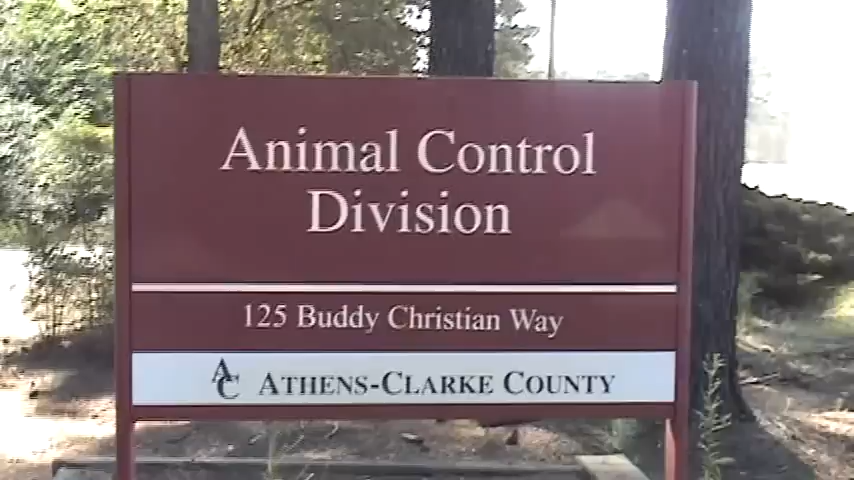 Animal Control
Division
125 Buddy Christian Way
AC ATHENS-CLARKE COUNTY